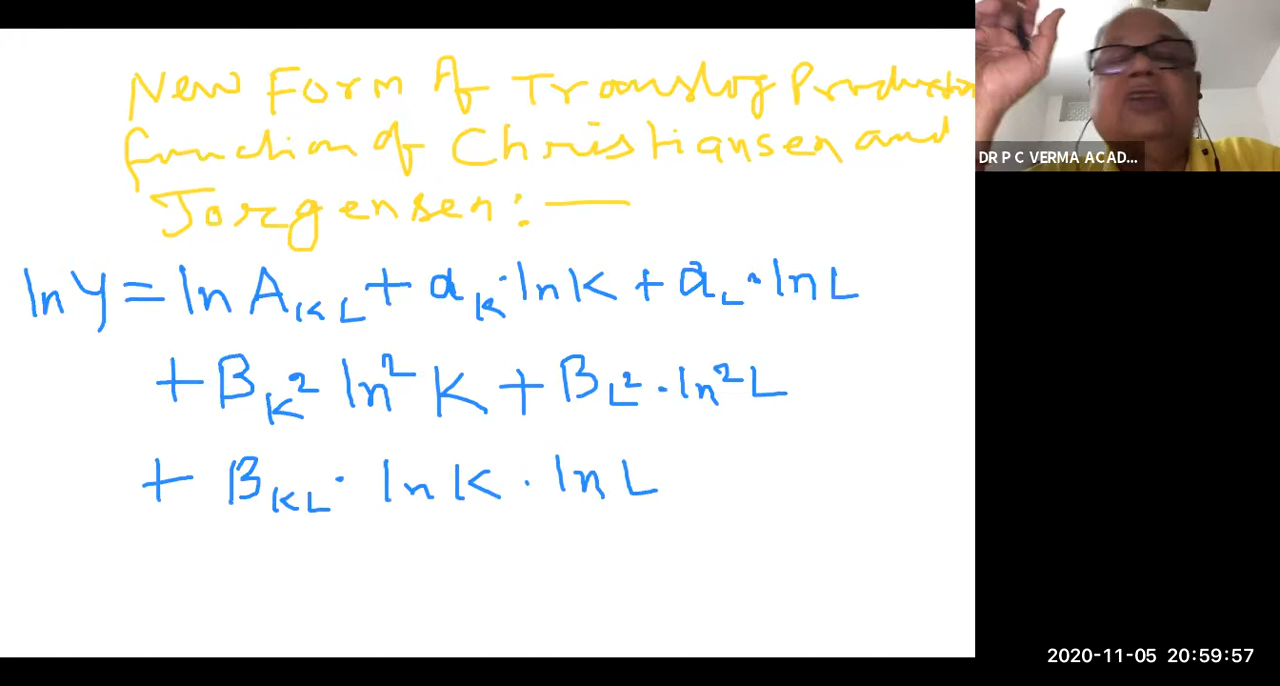 New Form Of Translog Production
function of Christiansen and
Jorgensen: —
ln Y = ln A_KL + α_K · ln K + α_L · ln L
+ β_K² ln² K + β_L² · ln² L
+ β_KL · ln K · ln L
DR P C VERMA ACAD...
2020-11-05 20:59:57